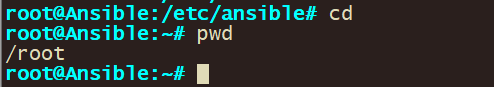 root@Ansible:/etc/ansible# cd
root@Ansible:~# pwd
/root
root@Ansible:~#